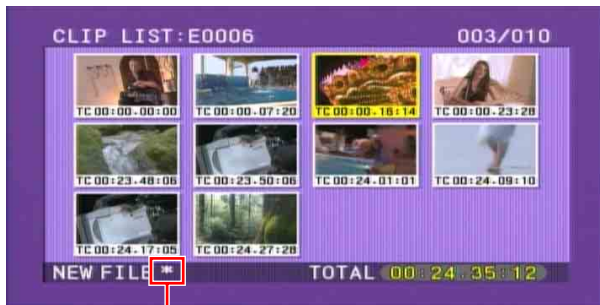 CLIP LIST:E0006 003/010
TC 00:00.00:00 TC 00:00.07:20 TC 00:00.16:14 TC 00:00.23:28
TC 00:23.48:06 TC 00:23.50:06 TC 00:24.01:01 TC 00:24.09:10
TC 00:24.17:05 TC 00:24.27:28
NEW FILE * TOTAL 00:24.35:12